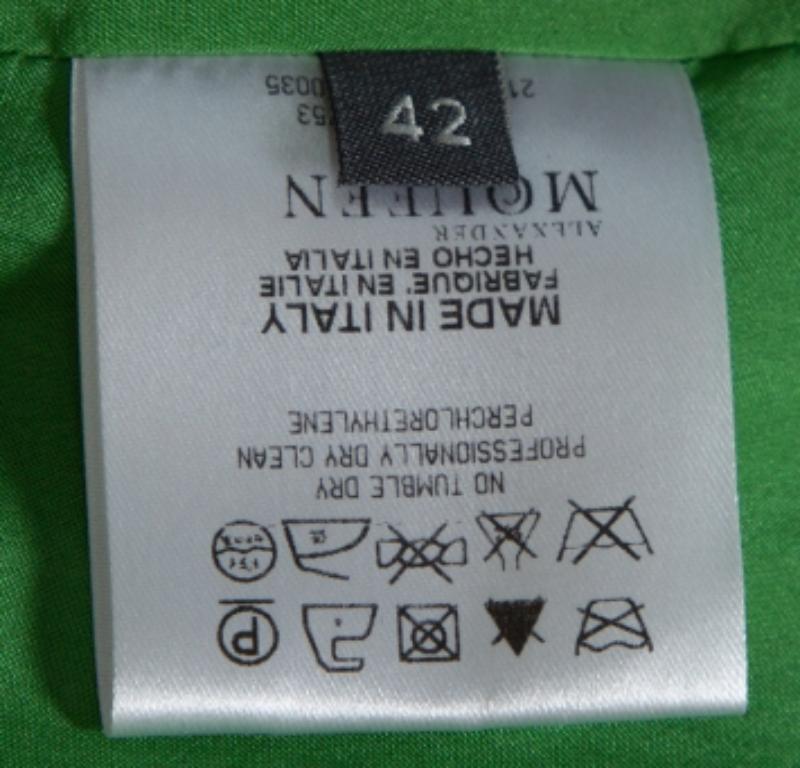 42
NO TUMBLE DRY
PROFESSIONALLY DRY CLEAN
PERCHLORETHYLENE
MADE IN ITALY
FABRIQUE' EN ITALIE
HECHO EN ITALIA
ALEXANDER
MCQUEEN